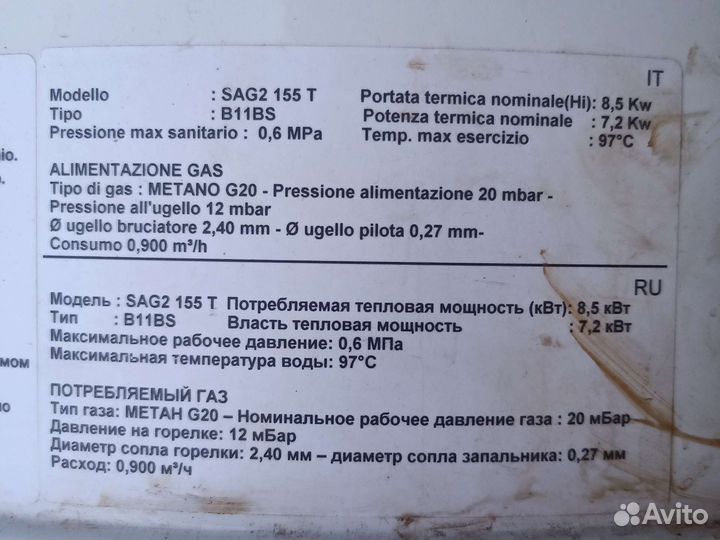 IT
Modello : SAG2 155 T Portata termica nominale(Hi): 8,5 Kw
Tipo : B11BS Potenza termica nominale : 7,2 Kw
Pressione max sanitario : 0,6 MPa Temp. max esercizio : 97°C
ALIMENTAZIONE GAS
Tipo di gas : METANO G20 - Pressione alimentazione 20 mbar -
Pressione all'ugello 12 mbar
Ø ugello bruciatore 2,40 mm - Ø ugello pilota 0,27 mm-
Consumo 0,900 m³/h
RU
Модель : SAG2 155 T Потребляемая тепловая мощность (кВт): 8,5 кВт
Тип : B11BS Власть тепловая мощность : 7,2 кВт
Максимальное рабочее давление: 0,6 МПа
Максимальная температура воды: 97°C
ПОТРЕБЛЯЕМЫЙ ГАЗ
Тип газа: МЕТАН G20 – Номинальное рабочее давление газа : 20 мБар
Давление на горелке: 12 мБар
Диаметр сопла горелки: 2,40 мм – диаметр сопла запальника: 0,27 мм
Расход: 0,900 м³/ч
Avito